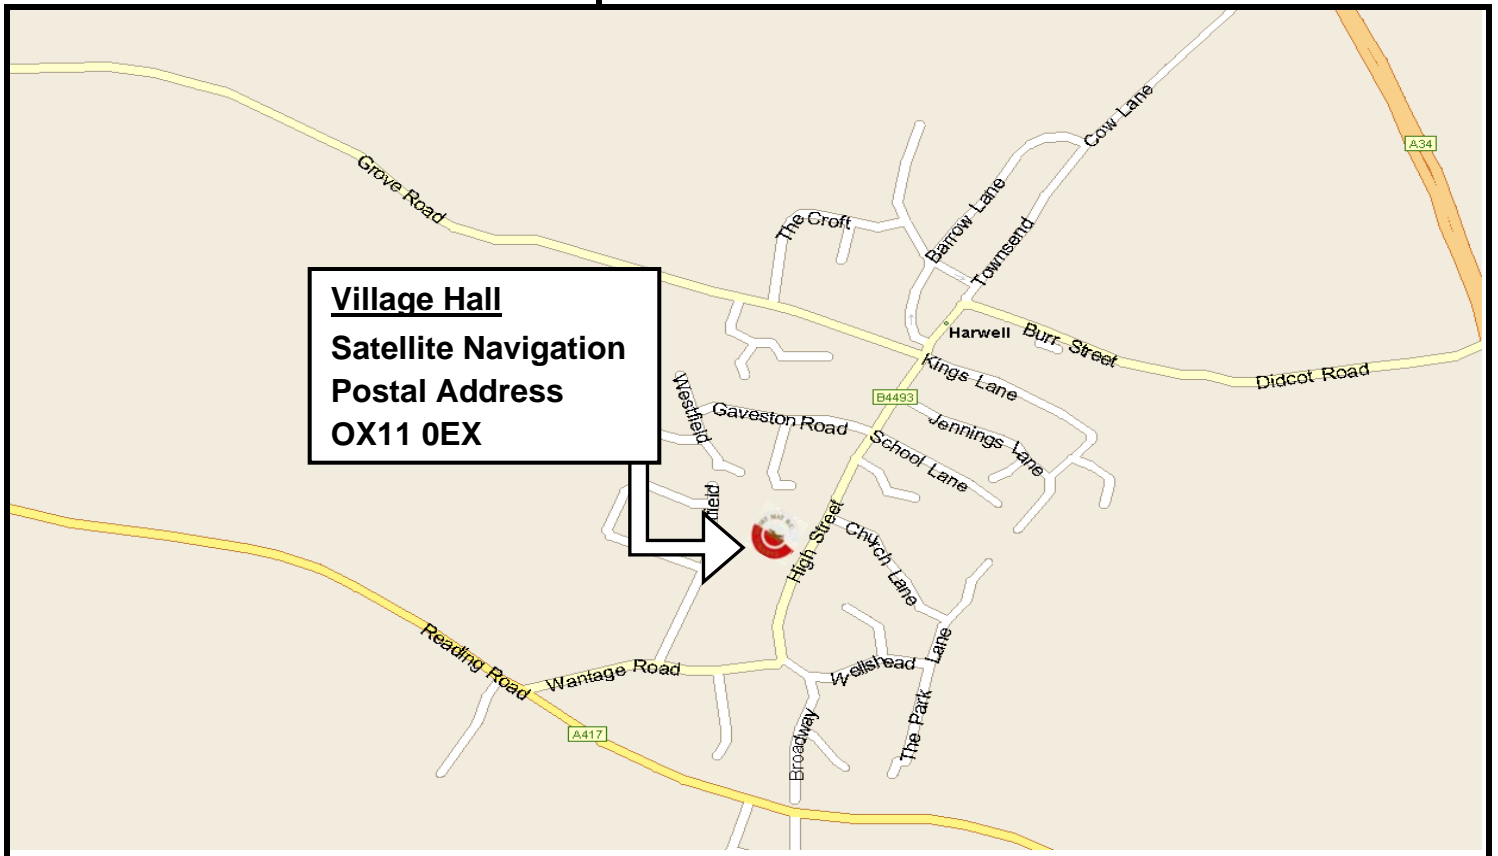 Cow Lane
A34
Grove Road
The Croft
Barrow Lane
Townsend
Village Hall
Satellite Navigation
Postal Address
OX11 0EX
Harwell
Burr Street
Kings Lane
Didcot Road
B4493
Westfield
Gaveston Road
Jennings Lane
School Lane
field
High Street
Church Lane
Reading Road
Wantage Road
Wellshead Lane
The Park
A417
Broadway